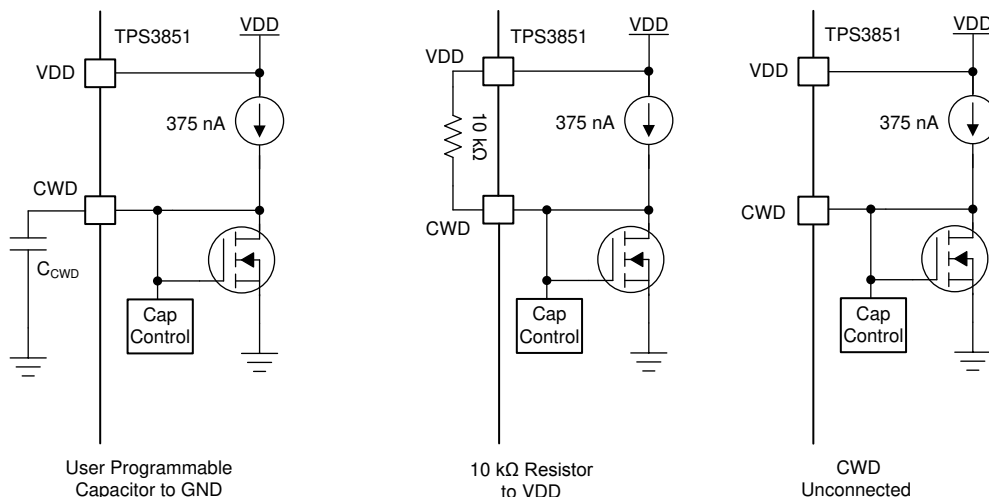 TPS3851
VDD
VDD
375 nA
CWD
CCWD
Cap
Control
User Programmable
Capacitor to GND
TPS3851
VDD
VDD
10 kΩ
375 nA
CWD
Cap
Control
10 kΩ Resistor
to VDD
TPS3851
VDD
VDD
375 nA
CWD
Cap
Control
CWD
Unconnected